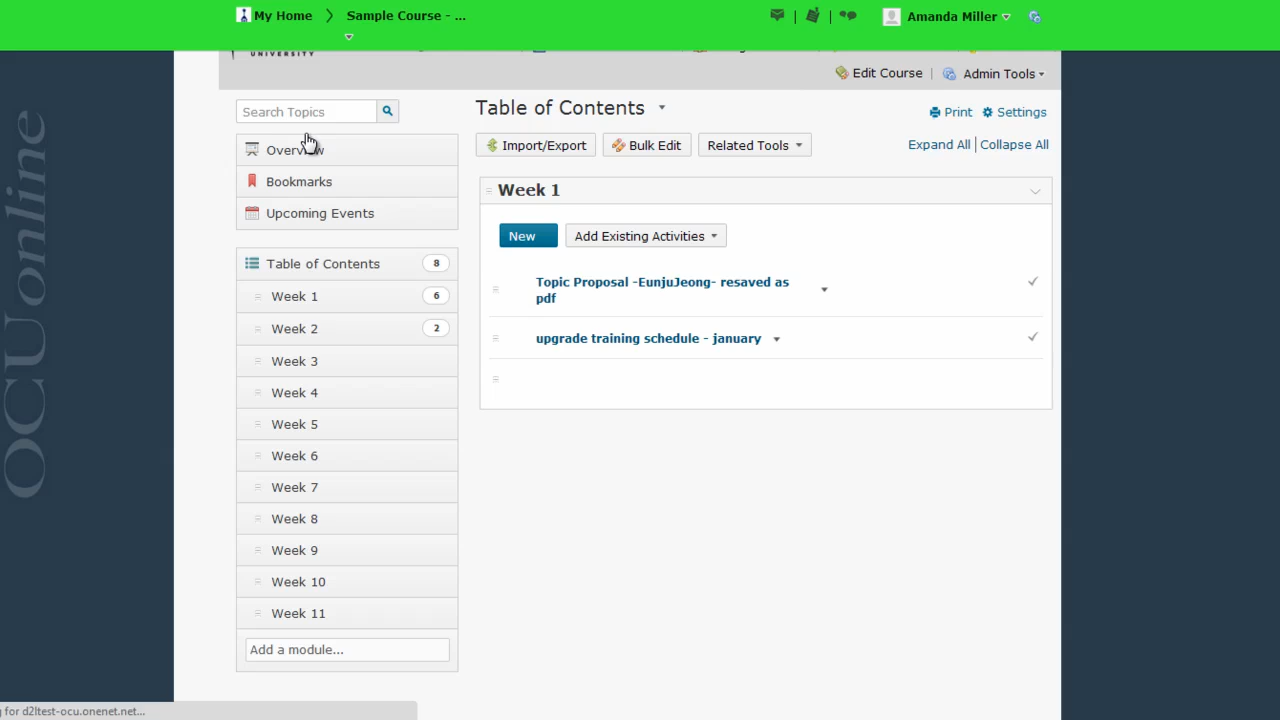 My Home
Sample Course - ...
Amanda Miller
UNIVERSITY
Edit Course
Admin Tools
Search Topics
Table of Contents
Print
Settings
Overview
Import/Export
Bulk Edit
Related Tools
Expand All
Collapse All
Bookmarks
Week 1
Upcoming Events
New
Add Existing Activities
Table of Contents 8
Week 1 6
Topic Proposal -EunjuJeong- resaved as
pdf
Week 2 2
upgrade training schedule - january
Week 3
Week 4
Week 5
Week 6
Week 7
Week 8
Week 9
Week 10
Week 11
Add a module...
g for d2ltest-ocu.onenet.net...
OCUonline